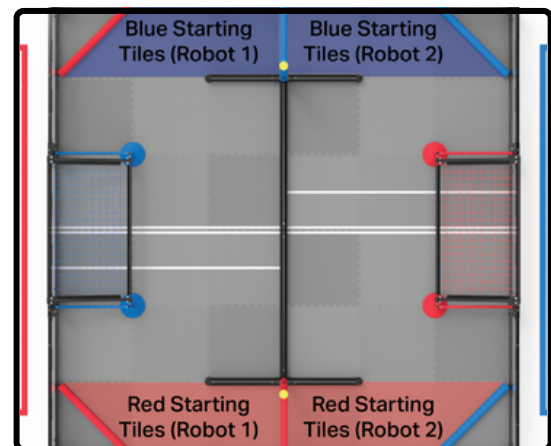 Blue Starting
Tiles (Robot 1)
Blue Starting
Tiles (Robot 2)
Red Starting
Tiles (Robot 1)
Red Starting
Tiles (Robot 2)